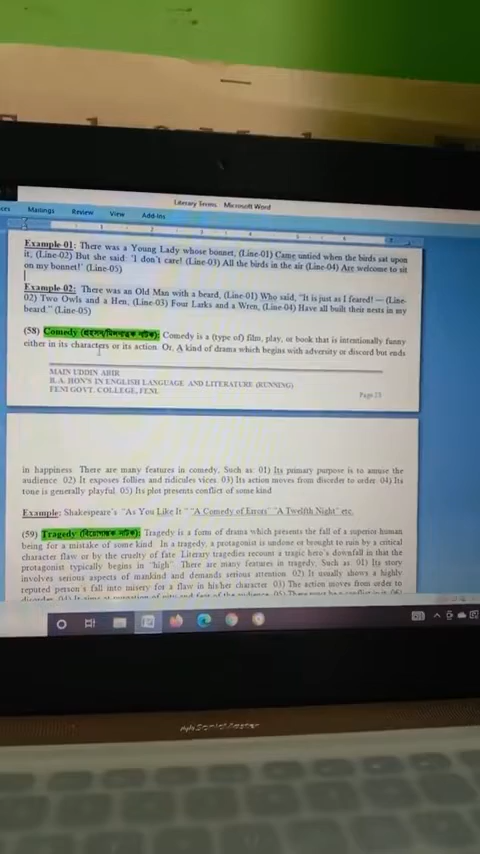 Literary Terms - Microsoft Word
Mailings Review View Add-Ins
Example-01: There was a Young Lady whose bonnet, (Line-01) Came untied when the birds sat upon
it, (Line-02) But she said: 'I don't care! (Line-03) All the birds in the air (Line-04) Are welcome to sit
on my bonnet!' (Line-05)
Example-02: There was an Old Man with a beard, (Line-01) Who said, "It is just as I feared! — (Line-
02) Two Owls and a Hen, (Line-03) Four Larks and a Wren, (Line-04) Have all built their nests in my
beard." (Line-05)
(58) Comedy (প্রহসন/মিলনাত্মক নাটক): Comedy is a (type of) film, play, or book that is intentionally funny
either in its characters or its action. Or, A kind of drama which begins with adversity or discord but ends
MAIN UDDIN ABIR
B. A. HON'S IN ENGLISH LANGUAGE AND LITERATURE (RUNNING)
FENI GOVT. COLLEGE, FENI.
Page 23
in happiness. There are many features in comedy. Such as: 01) Its primary purpose is to amuse the
audience. 02) It exposes follies and ridicules vices. 03) Its action moves from disorder to order. 04) Its
tone is generally playful. 05) Its plot presents conflict of some kind.
Example: Shakespeare's "As You Like It" "A Comedy of Errors" "A Twelfth Night" etc.
(59) Tragedy (বিয়োগান্তক নাটক): Tragedy is a form of drama which presents the fall of a superior human
being for a mistake of some kind. In a tragedy, a protagonist is undone or brought to ruin by a critical
character flaw or by the cruelty of fate. Literary tragedies recount a tragic hero's downfall in that the
protagonist typically begins in "high". There are many features in tragedy. Such as: 01) Its story
involves serious aspects of mankind and demands serious attention. 02) It usually shows a highly
reputed person's fall into misery for a flaw in his/her character. 03) The action moves from order to
disorder. 04) It aims at